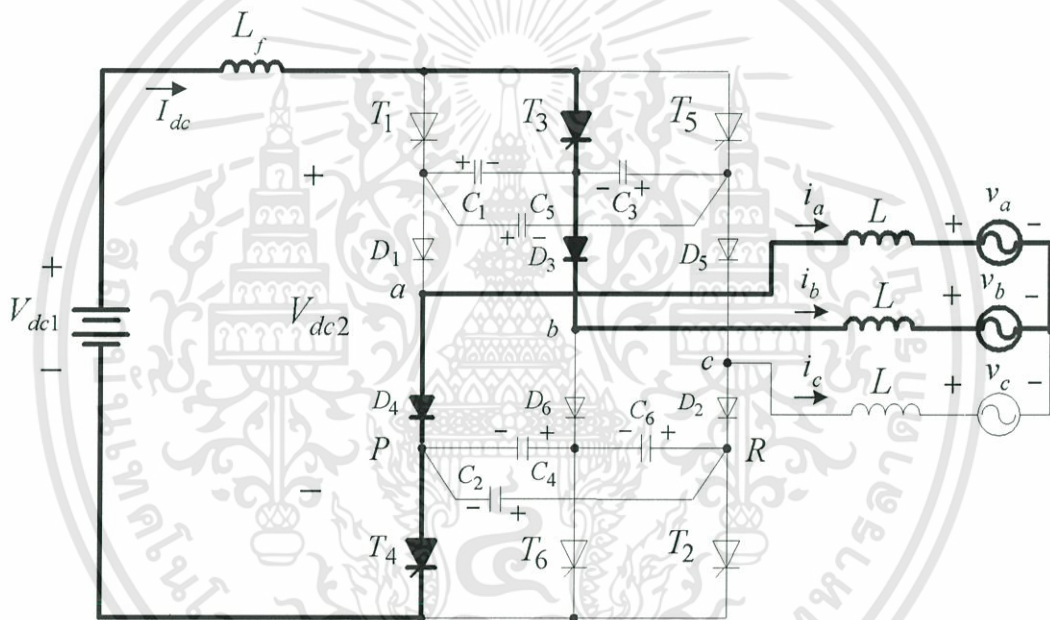 L_f
I_dc
T_1 T_3 T_5
+ + − − +
C_1 C_5 C_3
+ −
D_1 D_3 D_5
i_a L + v_a −
+
V_dc1
−
V_dc2
a
b
i_b L + v_b −
c
i_c L + v_c −
D_4 D_6 D_2
− + C_6 − +
P R
C_2 C_4
− − +
T_4 T_6 T_2